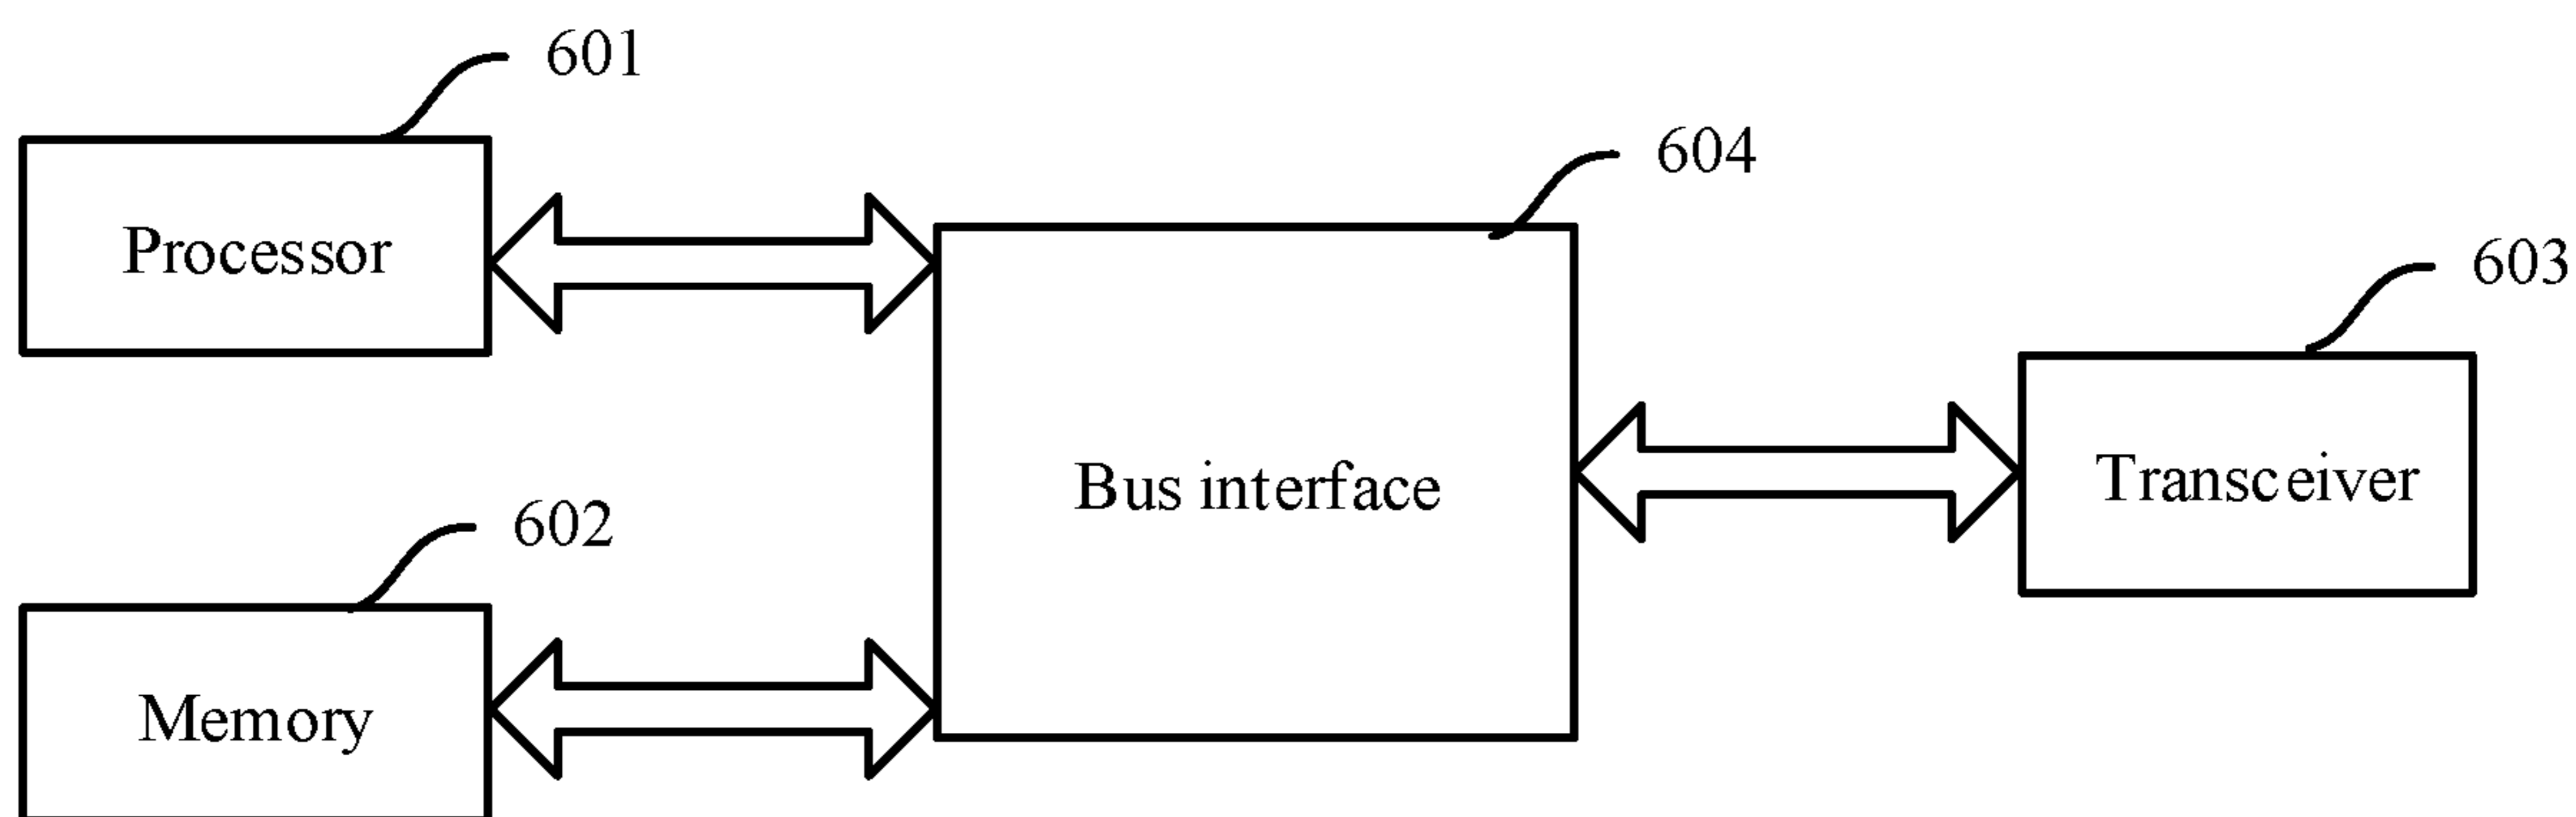 601
Processor
604
603
Bus interface
Transceiver
602
Memory